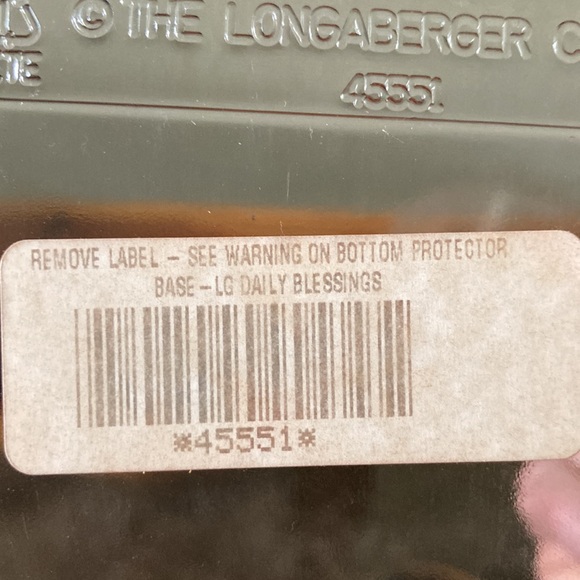 © THE LONGABERGER C
45551
REMOVE LABEL - SEE WARNING ON BOTTOM PROTECTOR
BASE - LG DAILY BLESSINGS
*45551*